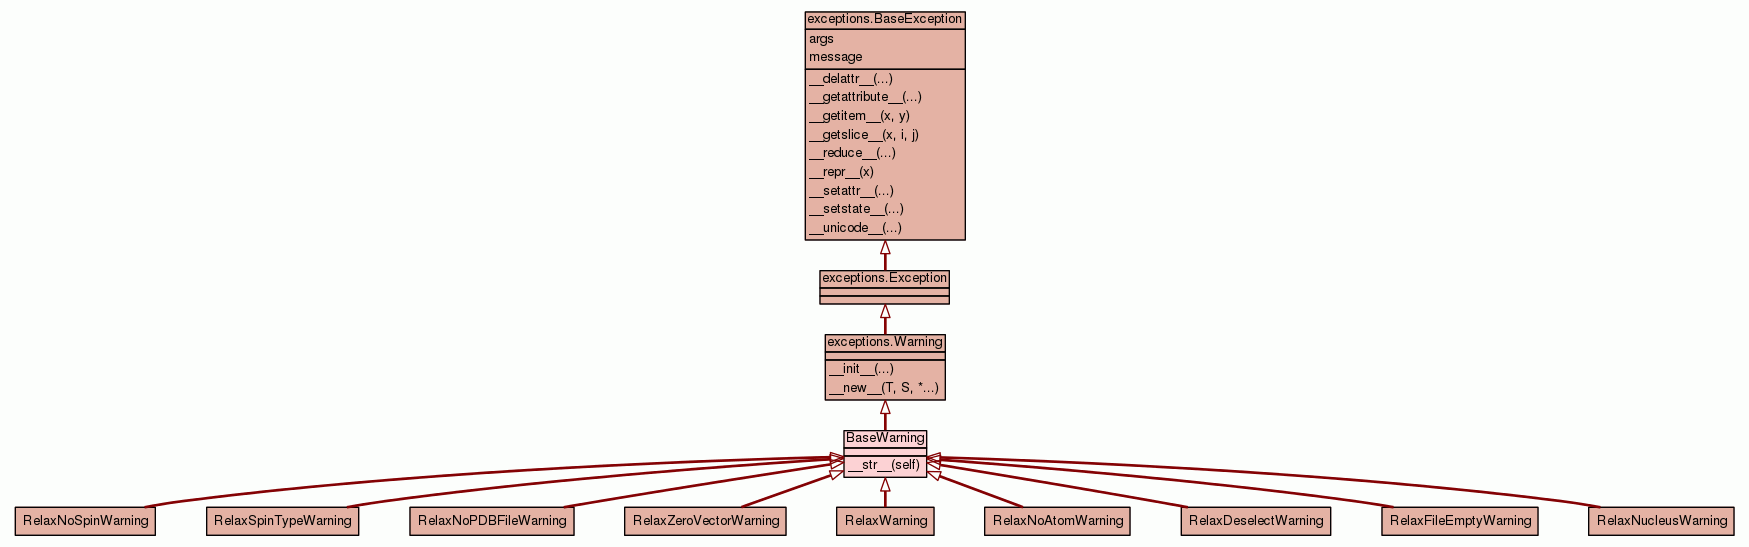 exceptions.BaseException
args
message
__delattr__(...)
__getattribute__(...)
__getitem__(x, y)
__getslice__(x, i, j)
__reduce__(...)
__repr__(x)
__setattr__(...)
__setstate__(...)
__unicode__(...)
exceptions.Exception
exceptions.Warning
__init__(...)
__new__(T, S, *...)
BaseWarning
__str__(self)
RelaxNoSpinWarning
RelaxSpinTypeWarning
RelaxNoPDBFileWarning
RelaxZeroVectorWarning
RelaxWarning
RelaxNoAtomWarning
RelaxDeselectWarning
RelaxFileEmptyWarning
RelaxNucleusWarning